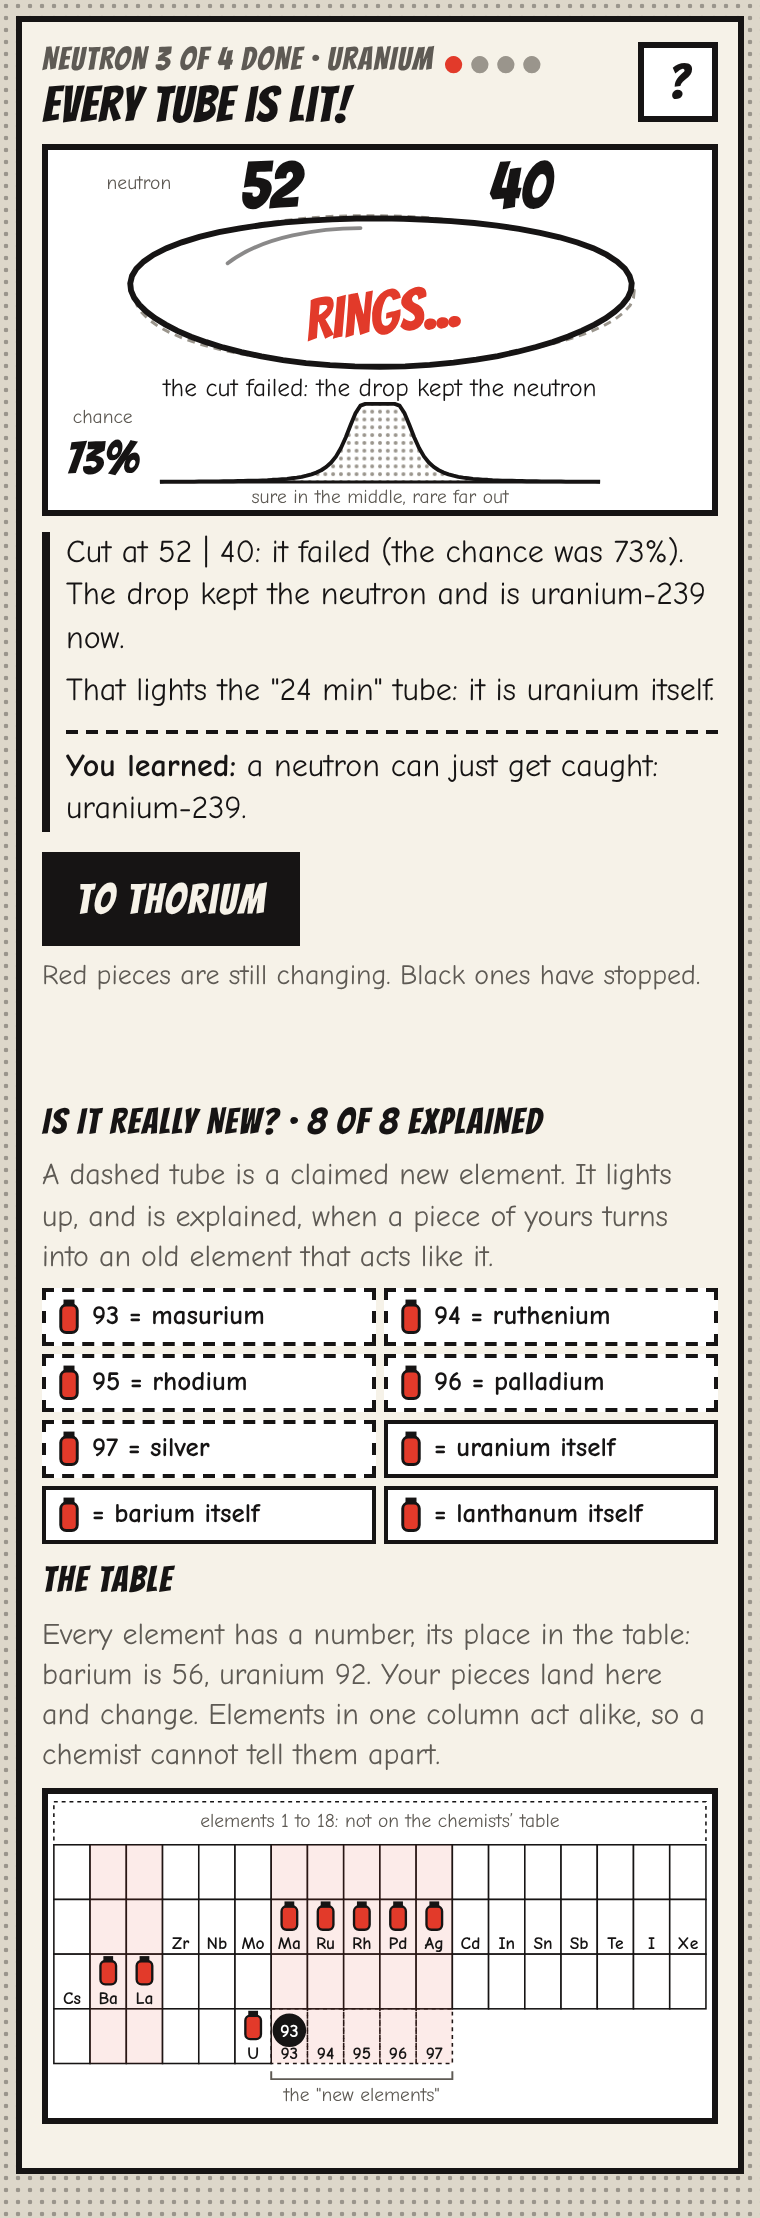 NEUTRON 3 OF 4 DONE · URANIUM
EVERY TUBE IS LIT!
?
neutron
52
40
RINGS...
the cut failed: the drop kept the neutron
chance
73%
sure in the middle, rare far out
Cut at 52 | 40: it failed (the chance was 73%).
The drop kept the neutron and is uranium-239
now.
That lights the "24 min" tube: it is uranium itself.
You learned: a neutron can just get caught:
uranium-239.
TO THORIUM
Red pieces are still changing. Black ones have stopped.
IS IT REALLY NEW? · 8 OF 8 EXPLAINED
A dashed tube is a claimed new element. It lights
up, and is explained, when a piece of yours turns
into an old element that acts like it.
93 = masurium
94 = ruthenium
95 = rhodium
96 = palladium
97 = silver
= uranium itself
= barium itself
= lanthanum itself
THE TABLE
Every element has a number, its place in the table:
barium is 56, uranium 92. Your pieces land here
and change. Elements in one column act alike, so a
chemist cannot tell them apart.
elements 1 to 18: not on the chemists' table
Zr Nb Mo Ma Ru Rh Pd Ag Cd In Sn Sb Te I Xe
Cs Ba La
93
U 93 94 95 96 97
the "new elements"